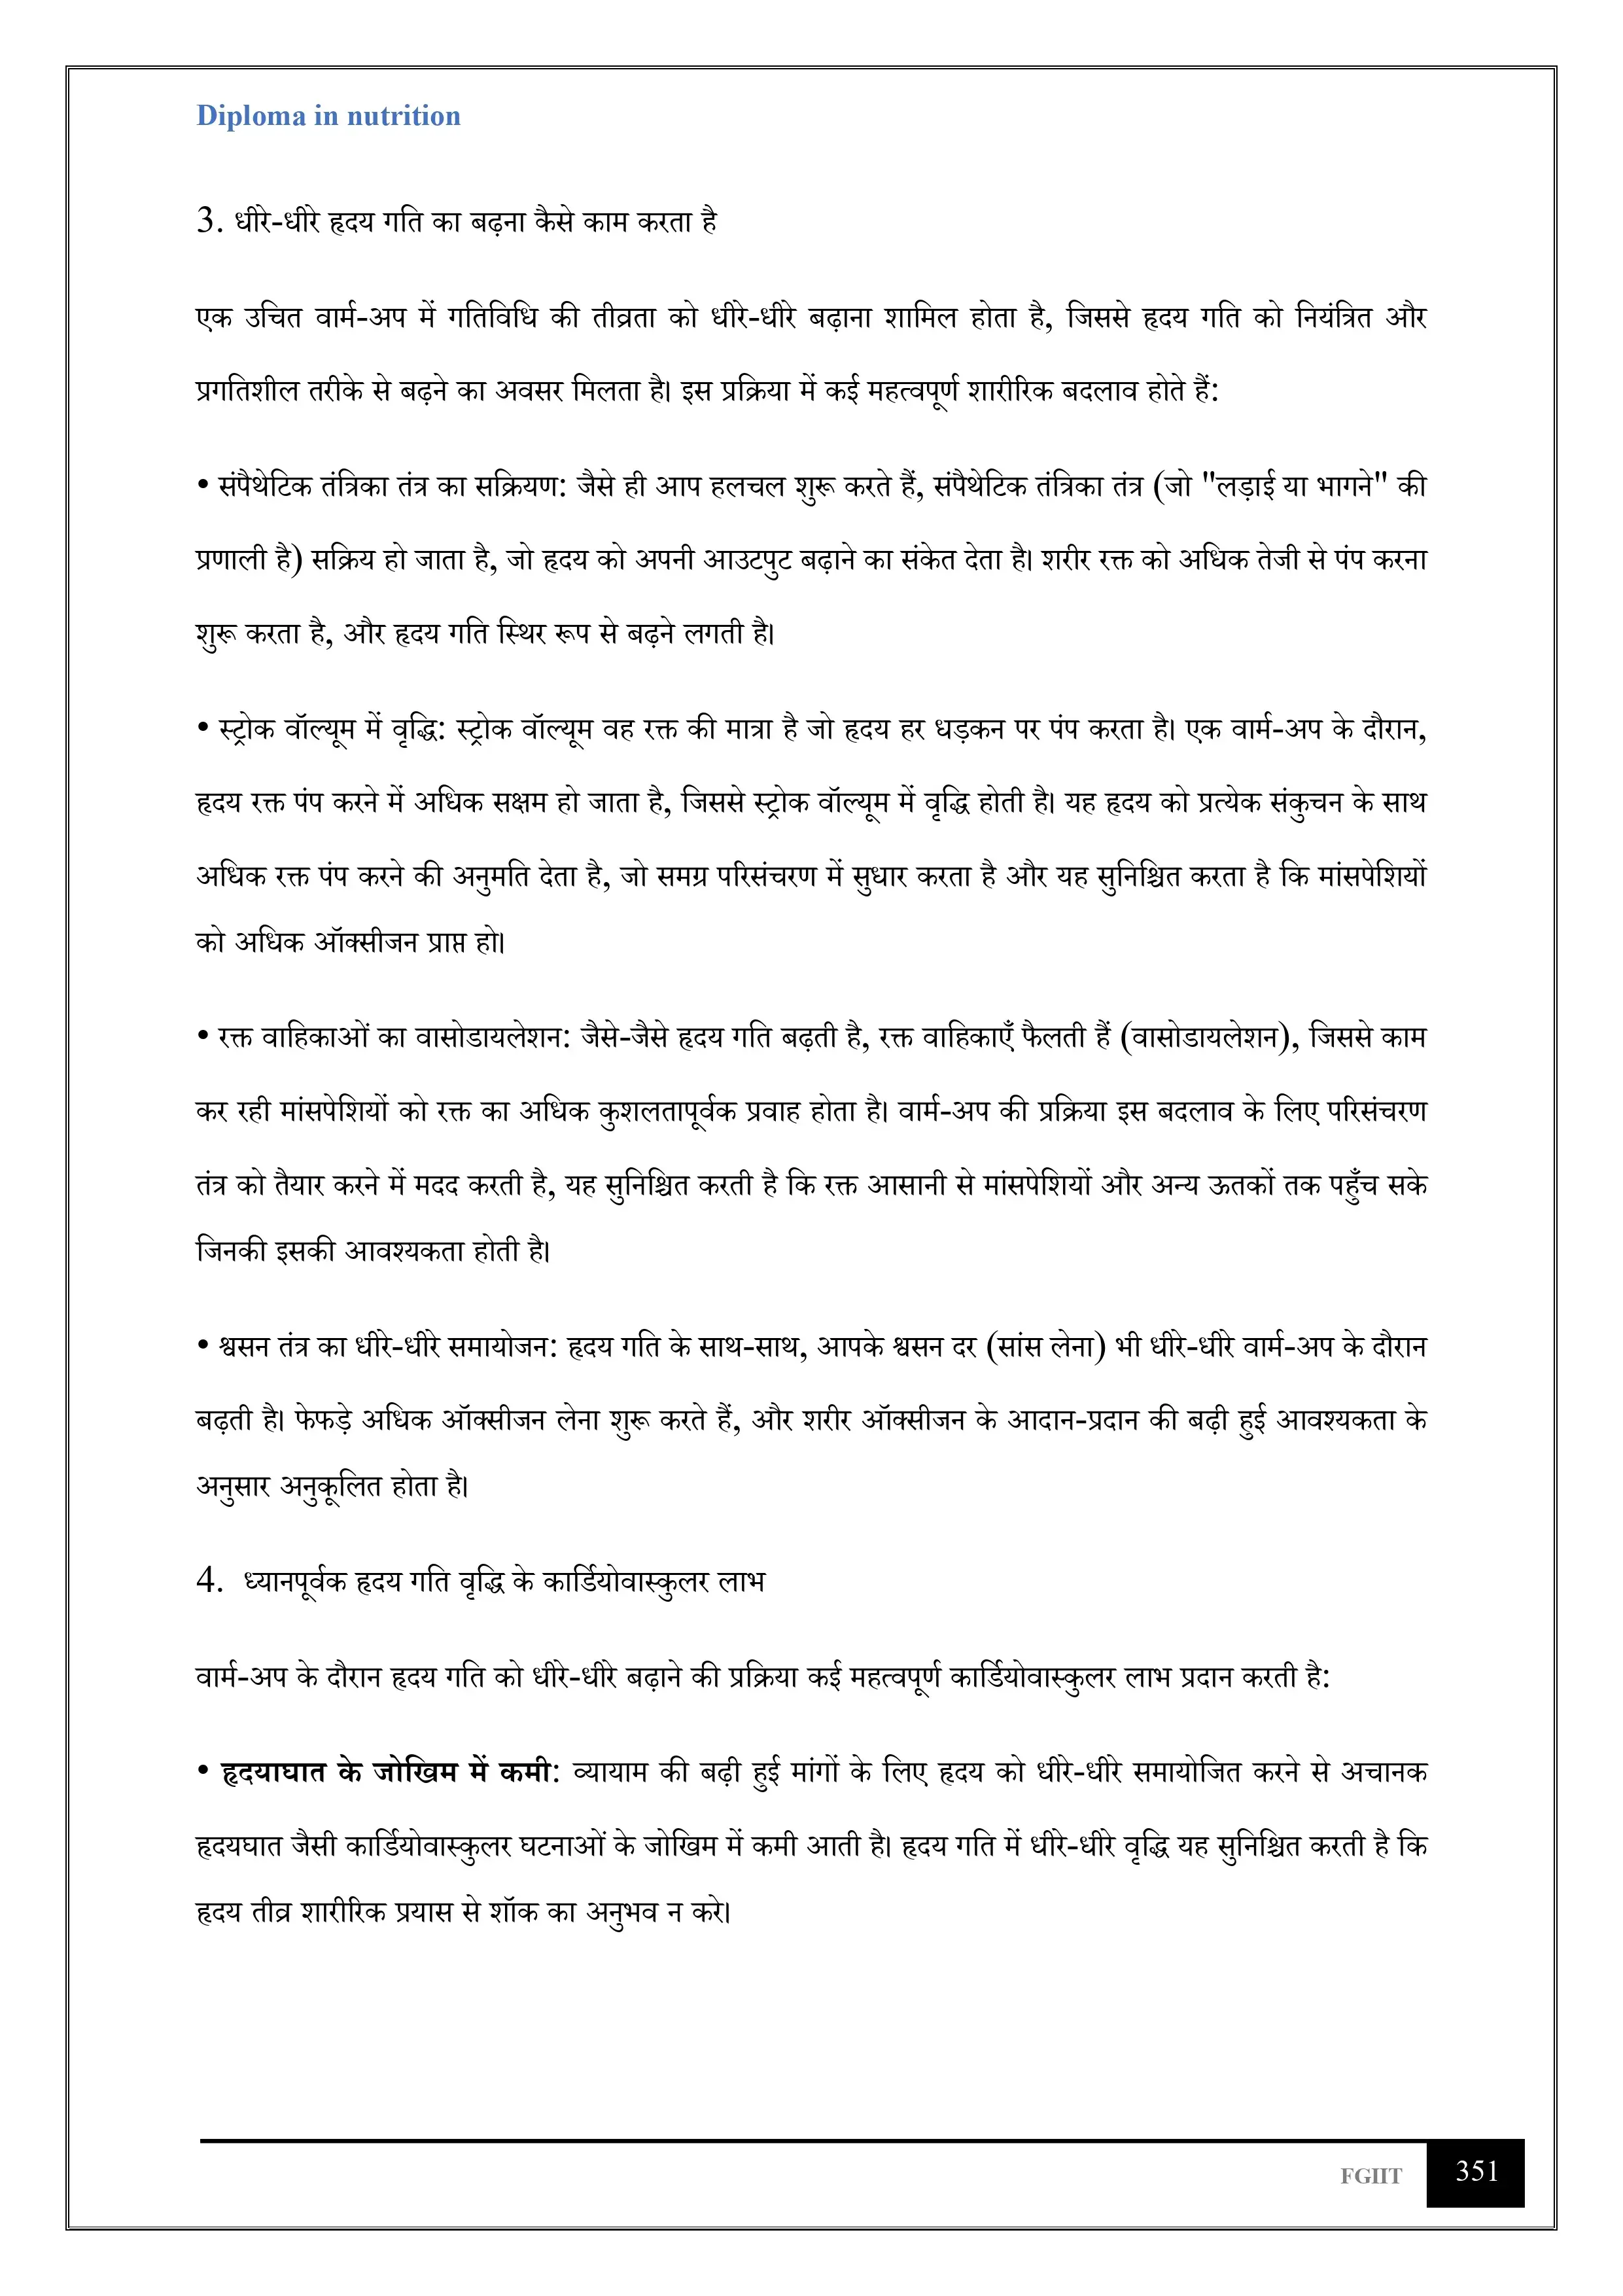 Diploma in nutrition
3. धीरे-धीरे हृदय गति का बढ़ना कैसे काम करता है
एक उचित वार्म-अप में गतिविधि की तीव्रता को धीरे-धीरे बढ़ाना शामिल होता है, जिससे हृदय गति को नियंत्रित और
प्रगतिशील तरीके से बढ़ने का अवसर मिलता है। इस प्रक्रिया में कई महत्वपूर्ण शारीरिक बदलाव होते हैं:
• संपैथेटिक तंत्रिका तंत्र का सक्रियण: जैसे ही आप हलचल शुरू करते हैं, संपैथेटिक तंत्रिका तंत्र (जो "लड़ाई या भागने" की
प्रणाली है) सक्रिय हो जाता है, जो हृदय को अपनी आउटपुट बढ़ाने का संकेत देता है। शरीर रक्त को अधिक तेजी से पंप करना
शुरू करता है, और हृदय गति स्थिर रूप से बढ़ने लगती है।
• स्ट्रोक वॉल्यूम में वृद्धि: स्ट्रोक वॉल्यूम वह रक्त की मात्रा है जो हृदय हर धड़कन पर पंप करता है। एक वार्म-अप के दौरान,
हृदय रक्त पंप करने में अधिक सक्षम हो जाता है, जिससे स्ट्रोक वॉल्यूम में वृद्धि होती है। यह हृदय को प्रत्येक संकुचन के साथ
अधिक रक्त पंप करने की अनुमति देता है, जो समग्र परिसंचरण में सुधार करता है और यह सुनिश्चित करता है कि मांसपेशियों
को अधिक ऑक्सीजन प्राप्त हो।
• रक्त वाहिकाओं का वासोडायलेशन: जैसे-जैसे हृदय गति बढ़ती है, रक्त वाहिकाएँ फैलती हैं (वासोडायलेशन), जिससे काम
कर रही मांसपेशियों को रक्त का अधिक कुशलतापूर्वक प्रवाह होता है। वार्म-अप की प्रक्रिया इस बदलाव के लिए परिसंचरण
तंत्र को तैयार करने में मदद करती है, यह सुनिश्चित करती है कि रक्त आसानी से मांसपेशियों और अन्य ऊतकों तक पहुँच सके
जिनकी इसकी आवश्यकता होती है।
• श्वसन तंत्र का धीरे-धीरे समायोजन: हृदय गति के साथ-साथ, आपके श्वसन दर (सांस लेना) भी धीरे-धीरे वार्म-अप के दौरान
बढ़ती है। फेफड़े अधिक ऑक्सीजन लेना शुरू करते हैं, और शरीर ऑक्सीजन के आदान-प्रदान की बढ़ी हुई आवश्यकता के
अनुसार अनुकूलित होता है।
4. ध्यानपूर्वक हृदय गति वृद्धि के कार्डियोवास्कुलर लाभ
वार्म-अप के दौरान हृदय गति को धीरे-धीरे बढ़ाने की प्रक्रिया कई महत्वपूर्ण कार्डियोवास्कुलर लाभ प्रदान करती है:
• हृदयाघात के जोखिम में कमी: व्यायाम की बढ़ी हुई मांगों के लिए हृदय को धीरे-धीरे समायोजित करने से अचानक
हृदयघात जैसी कार्डियोवास्कुलर घटनाओं के जोखिम में कमी आती है। हृदय गति में धीरे-धीरे वृद्धि यह सुनिश्चित करती है कि
हृदय तीव्र शारीरिक प्रयास से शॉक का अनुभव न करे।
FGIIT 351